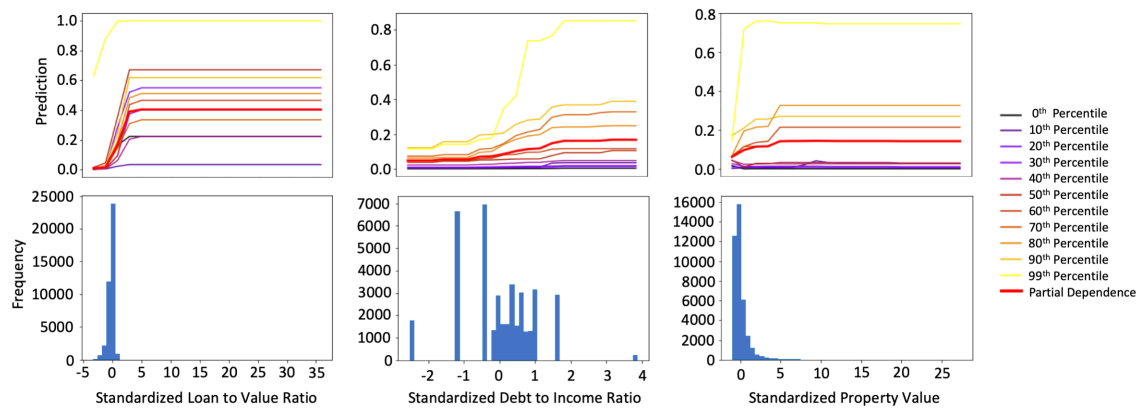 Prediction
1.0
0.8
0.6
0.4
0.2
0.0
0.8
0.6
0.4
0.2
0.0
0.8
0.6
0.4
0.2
0.0
0th Percentile
10th Percentile
20th Percentile
30th Percentile
40th Percentile
50th Percentile
60th Percentile
70th Percentile
80th Percentile
90th Percentile
99th Percentile
Partial Dependence
Frequency
25000
20000
15000
10000
5000
0
-5 0 5 10 15 20 25 30 35
Standardized Loan to Value Ratio
7000
6000
5000
4000
3000
2000
1000
0
-2 -1 0 1 2 3 4
Standardized Debt to Income Ratio
16000
14000
12000
10000
8000
6000
4000
2000
0
0 5 10 15 20 25
Standardized Property Value